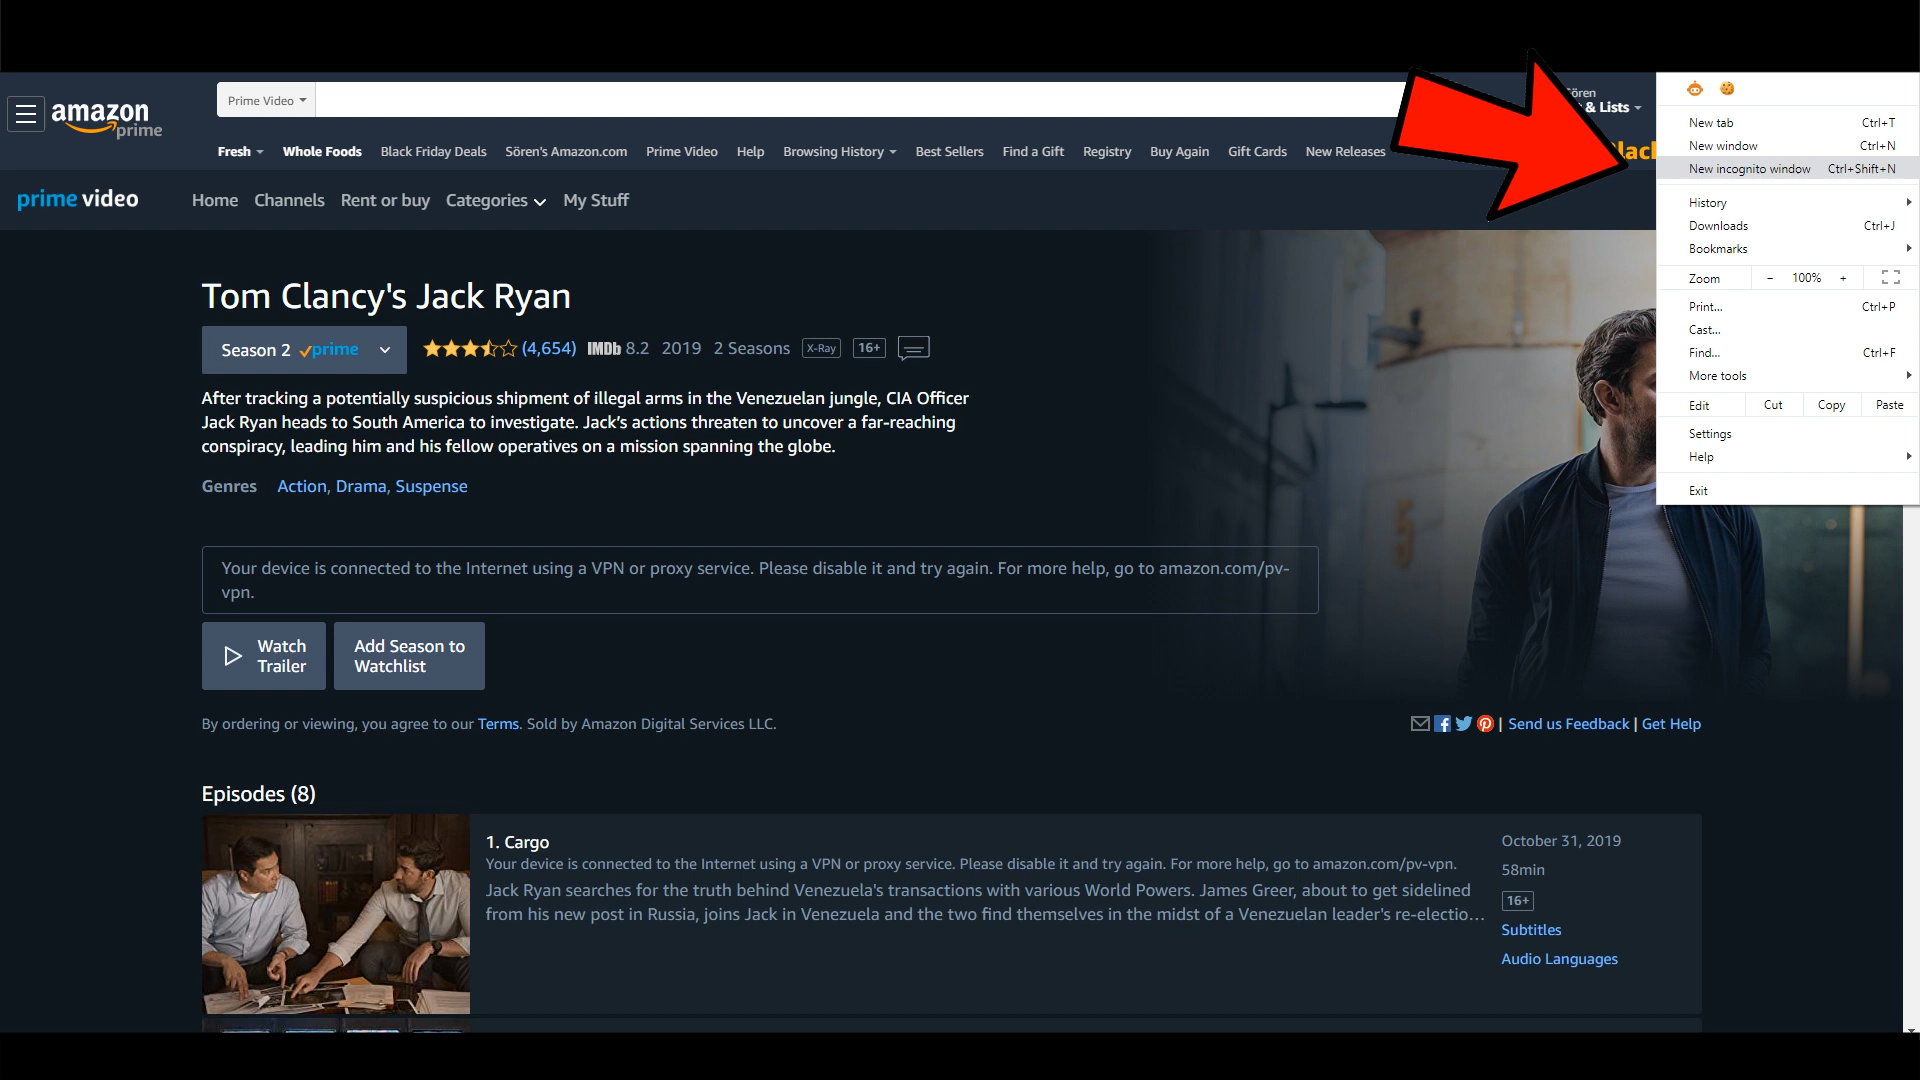 amazon
prime
Prime Video
ören
& Lists
Fresh Whole Foods Black Friday Deals Sören's Amazon.com Prime Video Help Browsing History Best Sellers Find a Gift Registry Buy Again Gift Cards New Releases
prime video Home Channels Rent or buy Categories My Stuff
New tab Ctrl+T
New window Ctrl+N
New incognito window Ctrl+Shift+N
History
Downloads Ctrl+J
Bookmarks
Zoom - 100% +
Print... Ctrl+P
Cast...
Find... Ctrl+F
More tools
Edit Cut Copy Paste
Settings
Help
Exit
Tom Clancy's Jack Ryan
Season 2 prime (4,654) IMDb 8.2 2019 2 Seasons X-Ray 16+
After tracking a potentially suspicious shipment of illegal arms in the Venezuelan jungle, CIA Officer
Jack Ryan heads to South America to investigate. Jack’s actions threaten to uncover a far-reaching
conspiracy, leading him and his fellow operatives on a mission spanning the globe.
Genres Action, Drama, Suspense
5
Your device is connected to the Internet using a VPN or proxy service. Please disable it and try again. For more help, go to amazon.com/pv-
vpn.
Watch
Trailer
Add Season to
Watchlist
By ordering or viewing, you agree to our Terms. Sold by Amazon Digital Services LLC.
| Send us Feedback | Get Help
Episodes (8)
1. Cargo
Your device is connected to the Internet using a VPN or proxy service. Please disable it and try again. For more help, go to amazon.com/pv-vpn.
Jack Ryan searches for the truth behind Venezuela's transactions with various World Powers. James Greer, about to get sidelined
from his new post in Russia, joins Jack in Venezuela and the two find themselves in the midst of a Venezuelan leader's re-electio...
October 31, 2019
58min
16+
Subtitles
Audio Languages